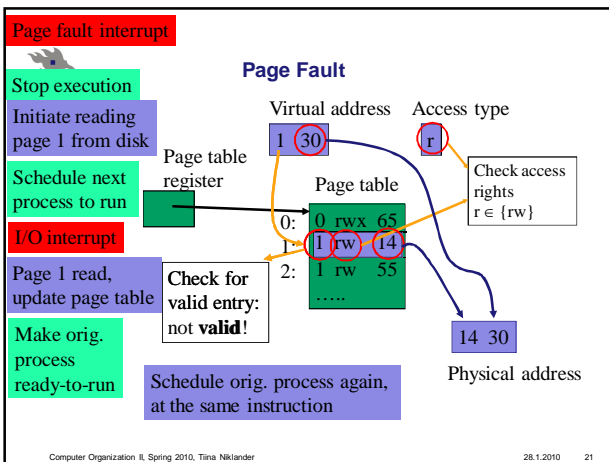 Page fault interrupt
Page Fault
Stop execution
Initiate reading
page 1 from disk
Schedule next
process to run
I/O interrupt
Page 1 read,
update page table
Make orig.
process
ready-to-run
Virtual address
1 30
Access type
r
Page table
register
Page table
0: 0 rwx 65
1: 1 rw 14
2: 1 rw 55
…..
Check access
rights
r ∈ {rw}
Check for
valid entry:
not valid!
14 30
Physical address
Schedule orig. process again,
at the same instruction
Computer Organization II, Spring 2010, Tiina Niklander
28.1.2010 21